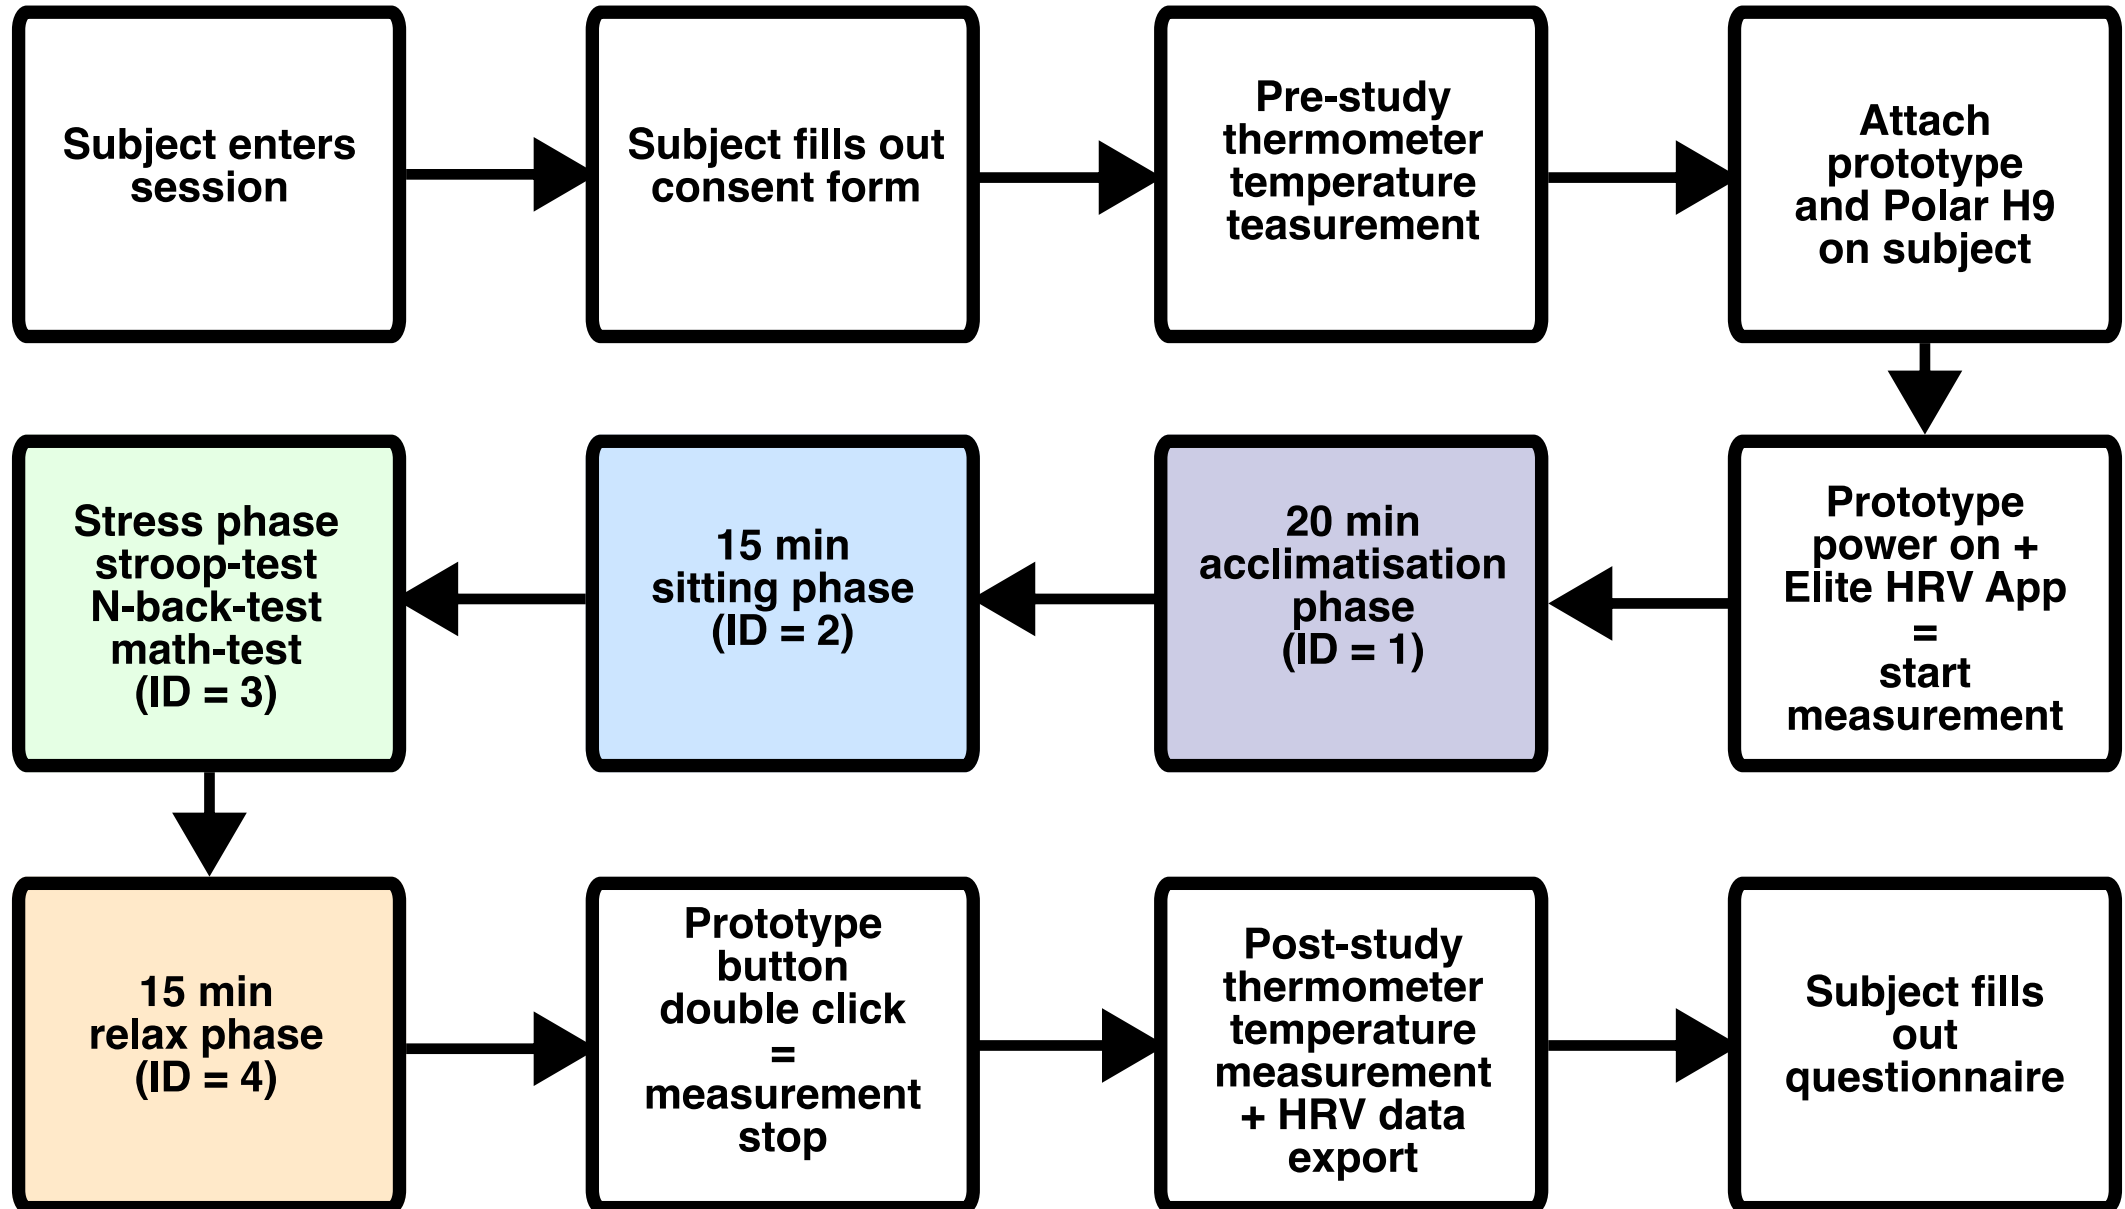 Subject enters
session
Subject fills out
consent form
Pre-study
thermometer
temperature
teasurement
Attach
prototype
and Polar H9
on subject
Prototype
power on +
Elite HRV App
=
start
measurement
20 min
acclimatisation
phase
(ID = 1)
15 min
sitting phase
(ID = 2)
Stress phase
stroop-test
N-back-test
math-test
(ID = 3)
15 min
relax phase
(ID = 4)
Prototype
button
double click
=
measurement
stop
Post-study
thermometer
temperature
measurement
+ HRV data
export
Subject fills
out
questionnaire